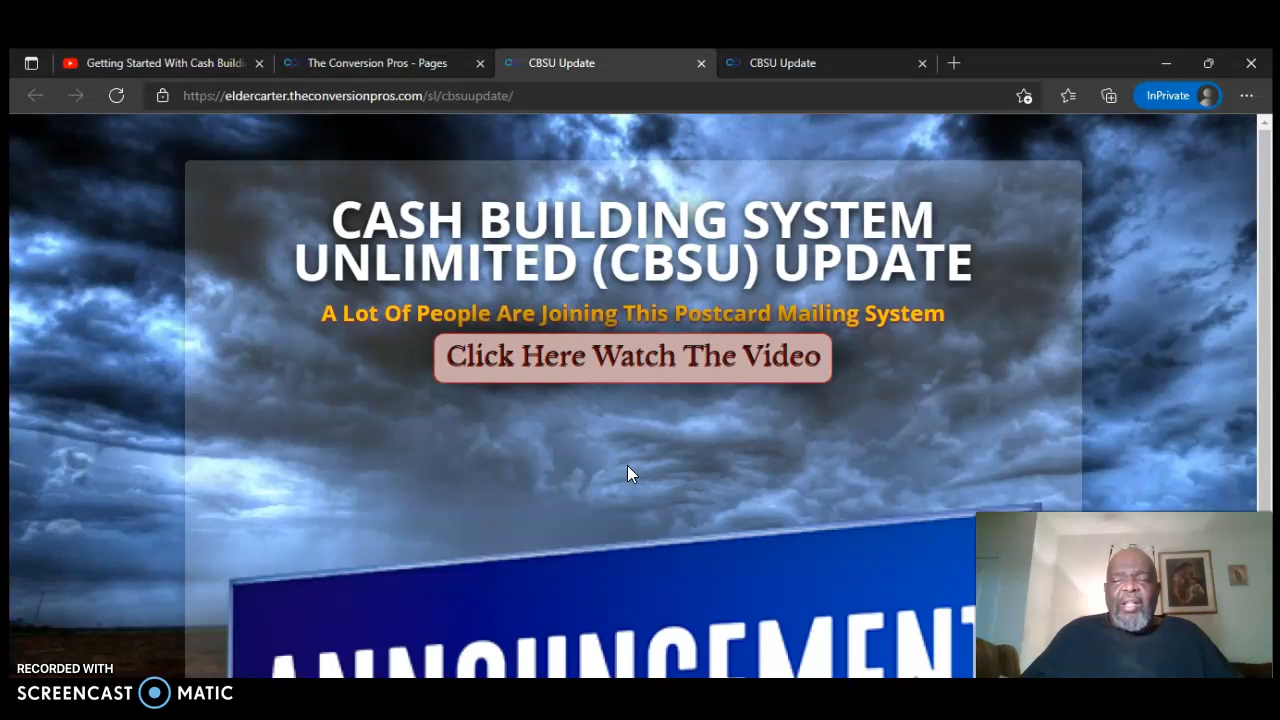 Getting Started With Cash Buildi
The Conversion Pros - Pages
CBSU Update
CBSU Update
https://eldercarter.theconversionpros.com/sl/cbsuupdate/
InPrivate
CASH BUILDING SYSTEM
UNLIMITED (CBSU) UPDATE
A Lot Of People Are Joining This Postcard Mailing System
Click Here Watch The Video
ANNOUNCEMENT
RECORDED WITH
SCREENCAST MATIC